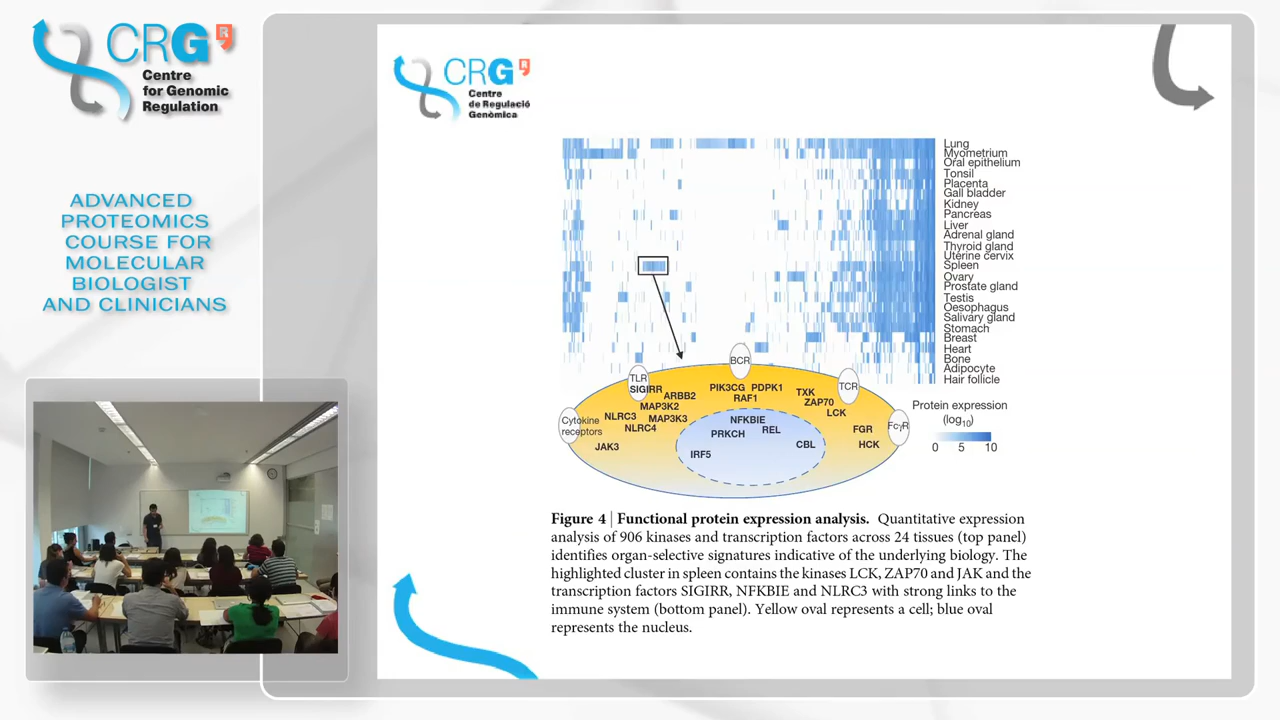 CRG
R
Centre
for Genomic
Regulation
ADVANCED
PROTEOMICS
COURSE FOR
MOLECULAR
BIOLOGIST
AND CLINICIANS
CRG
Centre
de Regulació
Genòmica
Lung
Myometrium
Oral epithelium
Tonsil
Placenta
Gall bladder
Kidney
Pancreas
Liver
Adrenal gland
Thyroid gland
Uterine cervix
Spleen
Ovary
Prostate gland
Testis
Oesophagus
Salivary gland
Stomach
Breast
Heart
Bone
Adipocyte
Hair follicle
BCR
TLR
SIGIRR
ARBB2
PIK3CG PDPK1
RAF1
TXK
TCR
ZAP70
LCK
MAP3K2
MAP3K3
NLRC3
NLRC4
Cytokine
receptors
JAK3
NFKBIE
PRKCH
REL
CBL
IRF5
FGR
HCK
FcγR
Protein expression
(log10)
0 5 10
Figure 4 | Functional protein expression analysis. Quantitative expression
analysis of 906 kinases and transcription factors across 24 tissues (top panel)
identifies organ-selective signatures indicative of the underlying biology. The
highlighted cluster in spleen contains the kinases LCK, ZAP70 and JAK and the
transcription factors SIGIRR, NFKBIE and NLRC3 with strong links to the
immune system (bottom panel). Yellow oval represents a cell; blue oval
represents the nucleus.